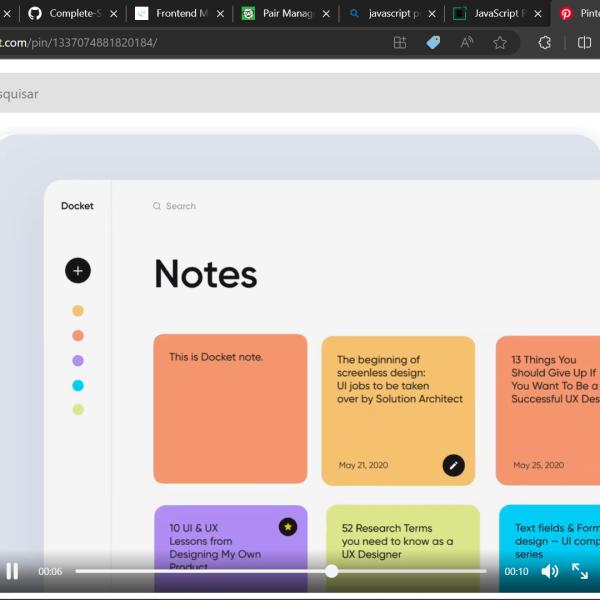 Complete-S
Frontend M
Pair Manag
javascript p
JavaScript P
Pinte
t.com/pin/1337074881820184/
squisar
Docket
Search
Notes
This is Docket note.
The beginning of
screenless design:
UI jobs to be taken
over by Solution Architect
May 21, 2020
13 Things You
Should Give Up If
You Want To Be a
Successful UX Des
May 25, 2020
10 UI & UX
Lessons from
Designing My Own
Product
52 Research Terms
you need to know as a
UX Designer
Text fields & Form
design – UI comp
series
00:06
00:10